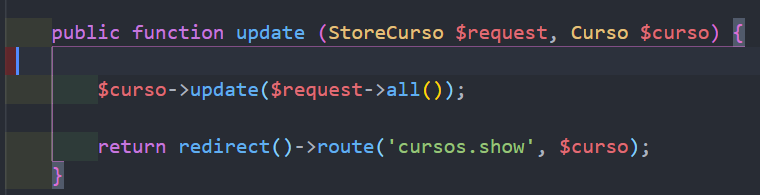 public function update (StoreCurso $request, Curso $curso) {
$curso->update($request->all());
return redirect()->route('cursos.show', $curso);
}